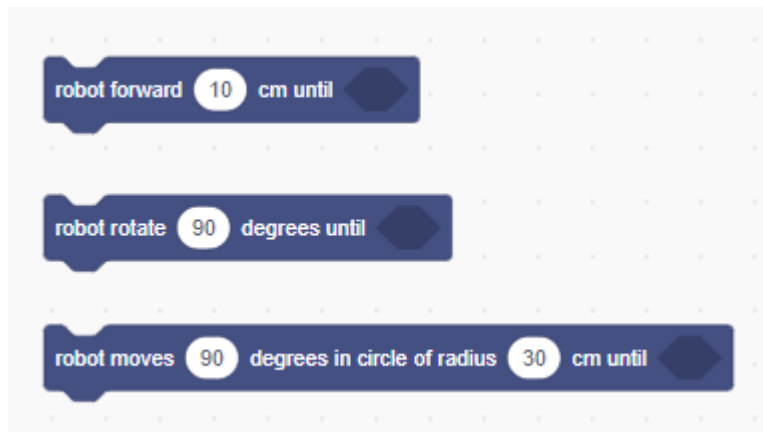 robot forward 10 cm until
robot rotate 90 degrees until
robot moves 90 degrees in circle of radius 30 cm until